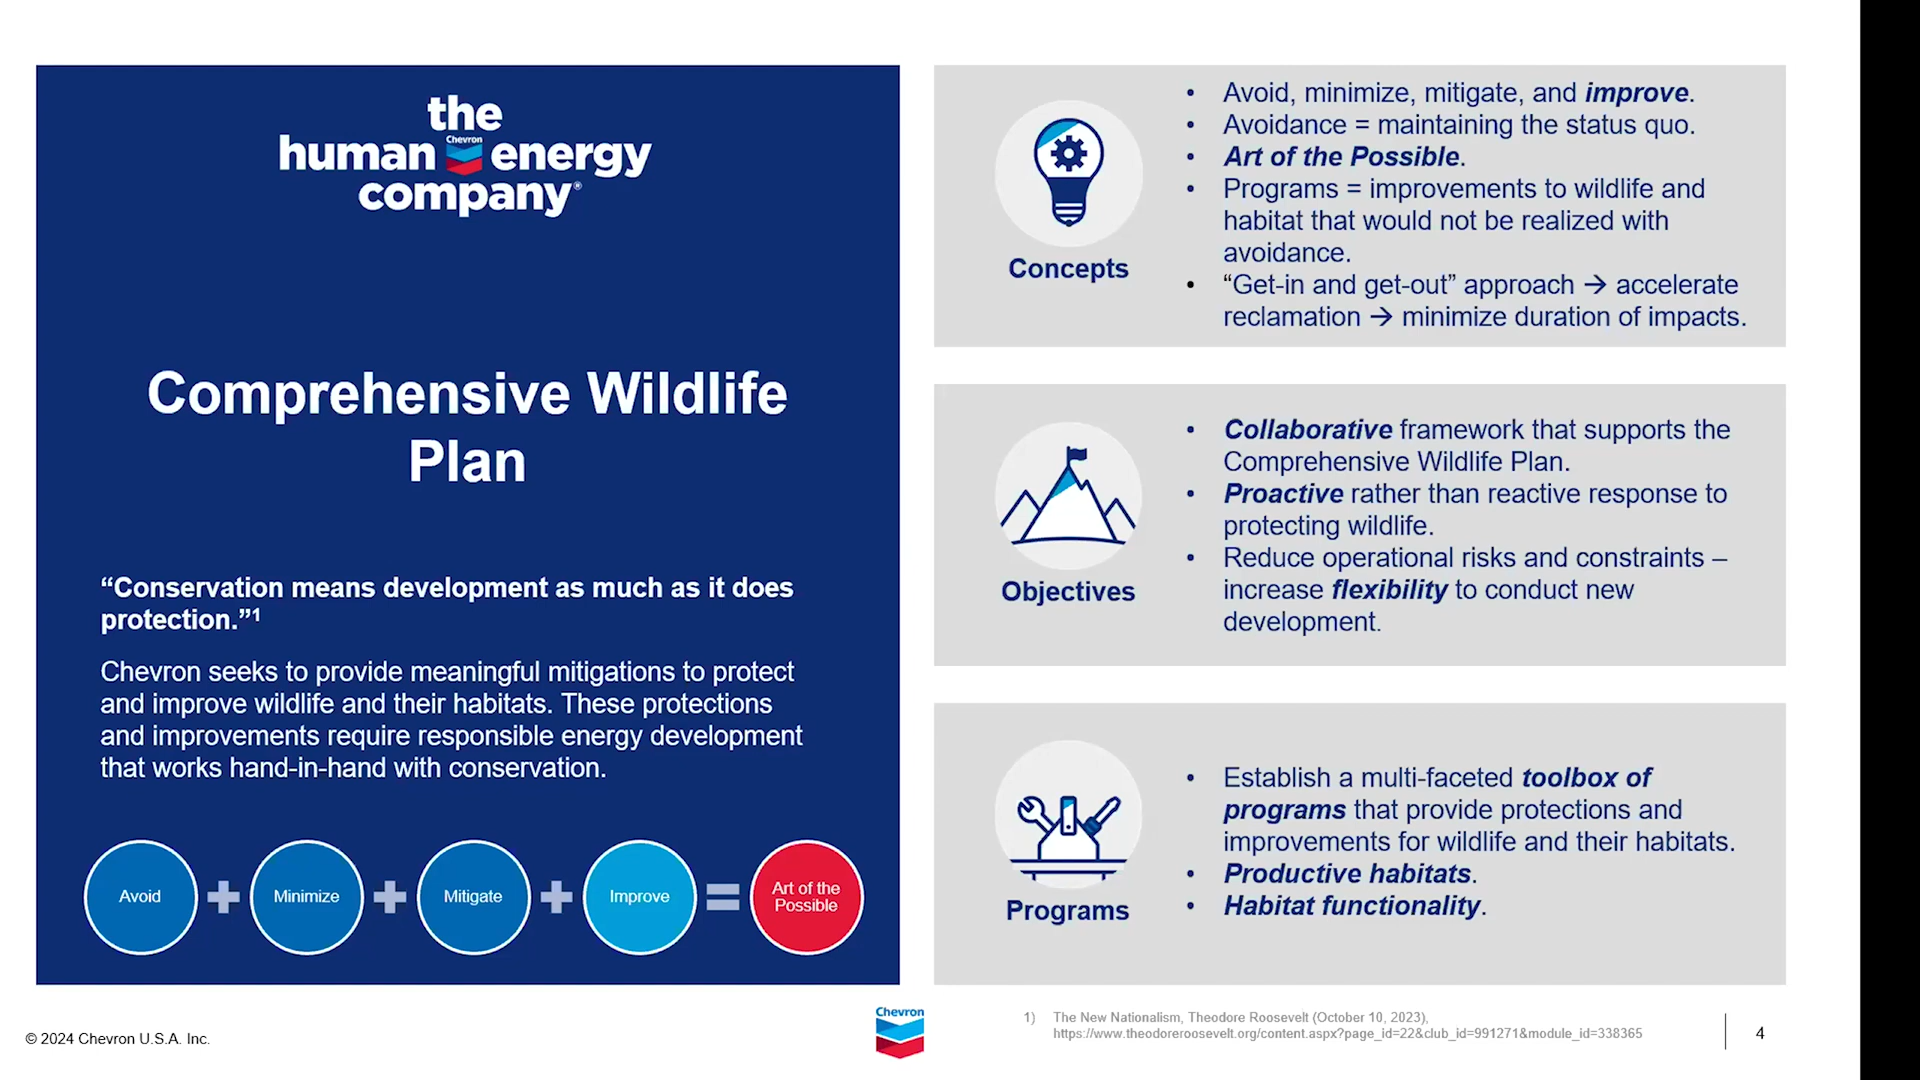 the
human Chevron energy
company®
Comprehensive Wildlife
Plan
“Conservation means development as much as it does
protection.”1
Chevron seeks to provide meaningful mitigations to protect
and improve wildlife and their habitats. These protections
and improvements require responsible energy development
that works hand-in-hand with conservation.
Avoid + Minimize + Mitigate + Improve = Art of the
Possible
Concepts
• Avoid, minimize, mitigate, and improve.
• Avoidance = maintaining the status quo.
• Art of the Possible.
• Programs = improvements to wildlife and
habitat that would not be realized with
avoidance.
• “Get-in and get-out” approach → accelerate
reclamation → minimize duration of impacts.
Objectives
• Collaborative framework that supports the
Comprehensive Wildlife Plan.
• Proactive rather than reactive response to
protecting wildlife.
• Reduce operational risks and constraints –
increase flexibility to conduct new
development.
Programs
• Establish a multi-faceted toolbox of
programs that provide protections and
improvements for wildlife and their habitats.
• Productive habitats.
• Habitat functionality.
© 2024 Chevron U.S.A. Inc.
Chevron
1) The New Nationalism, Theodore Roosevelt (October 10, 2023),
https://www.theodoreroosevelt.org/content.aspx?page_id=22&club_id=991271&module_id=338365
4